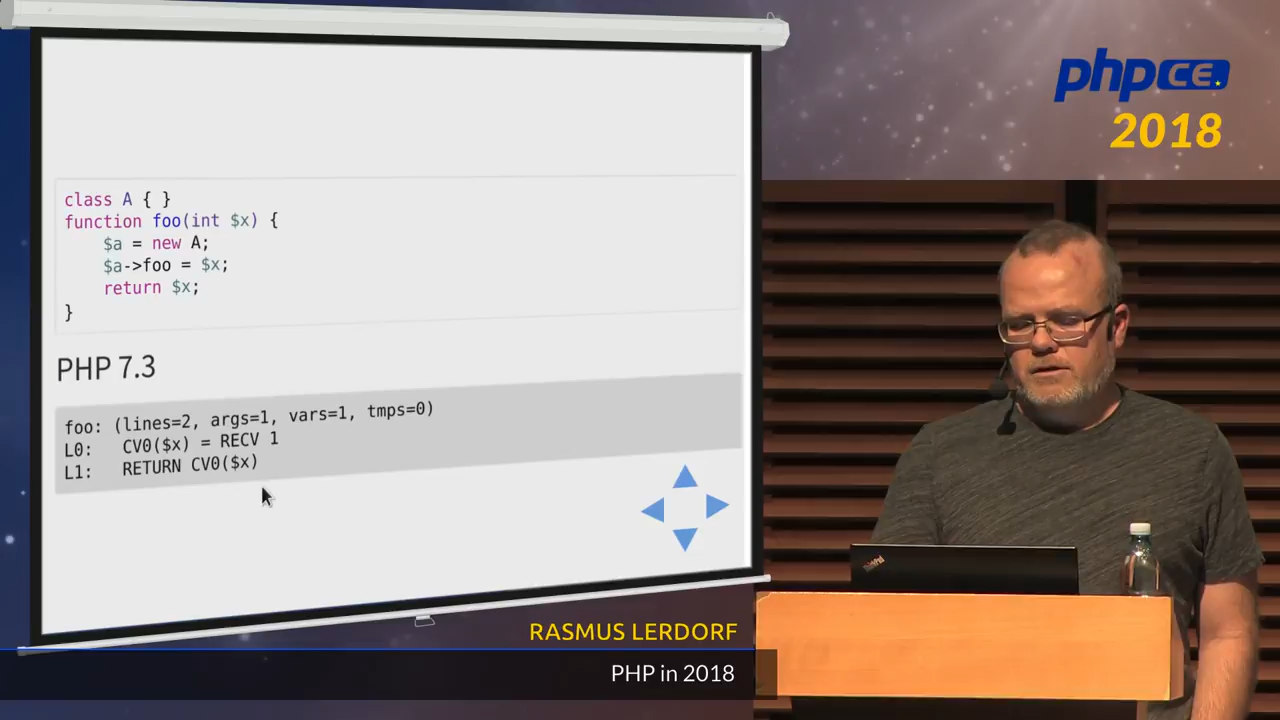 class A { }
function foo(int $x) {
    $a = new A;
    $a->foo = $x;
    return $x;
}
PHP 7.3
foo: (lines=2, args=1, vars=1, tmps=0)
L0:   CV0($x) = RECV 1
L1:   RETURN CV0($x)
phpCE.
2018
ThinkPad
RASMUS LERDORF
PHP in 2018